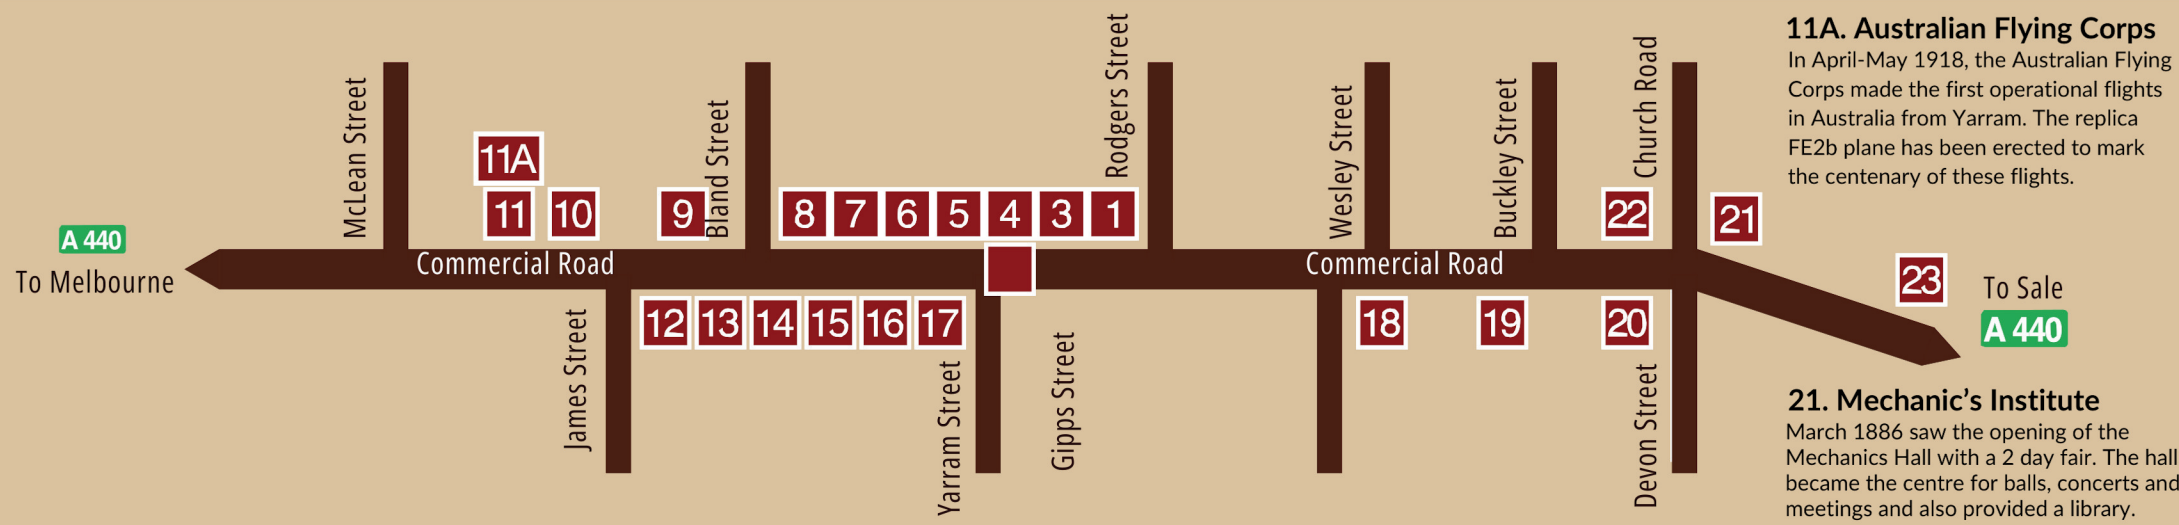 McLean Street
Bland Street
Rodgers Street
Wesley Street
Buckley Street
Church Road
11A
11
10
9
8
7
6
5
4
3
1
22
21
A 440
To Melbourne
Commercial Road
Commercial Road
23
To Sale
A 440
12
13
14
15
16
17
18
19
20
James Street
Yarram Street
Gipps Street
Devon Street
11A. Australian Flying Corps
In April-May 1918, the Australian Flying
Corps made the first operational flights
in Australia from Yarram. The replica
FE2b plane has been erected to mark
the centenary of these flights.
21. Mechanic's Institute
March 1886 saw the opening of the
Mechanics Hall with a 2 day fair. The hall
became the centre for balls, concerts and
meetings and also provided a library.